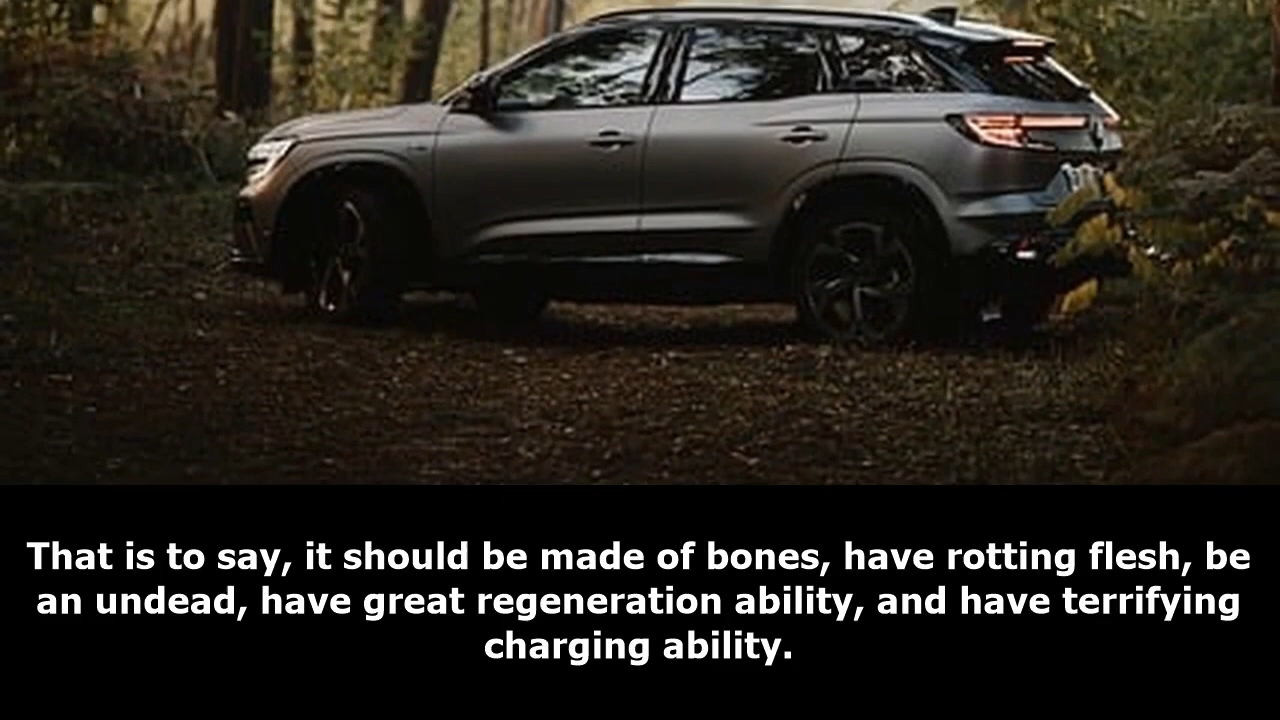 That is to say, it should be made of bones, have rotting flesh, be
an undead, have great regeneration ability, and have terrifying
charging ability.